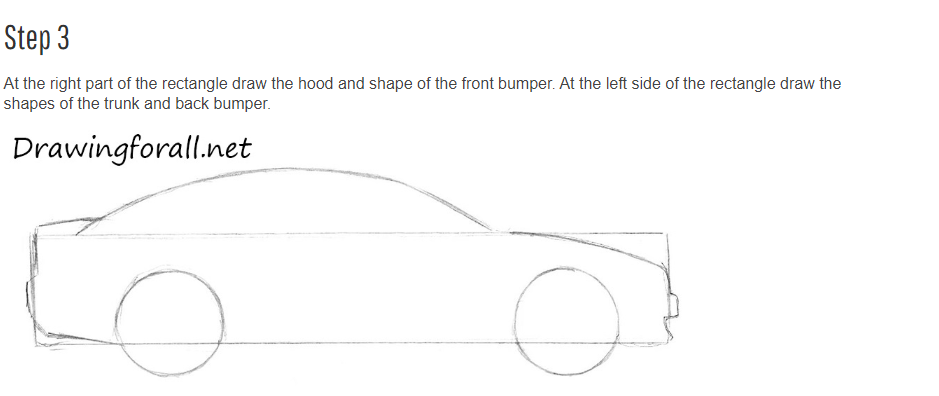 Step 3
At the right part of the rectangle draw the hood and shape of the front bumper. At the left side of the rectangle draw the
shapes of the trunk and back bumper.
Drawingforall.net